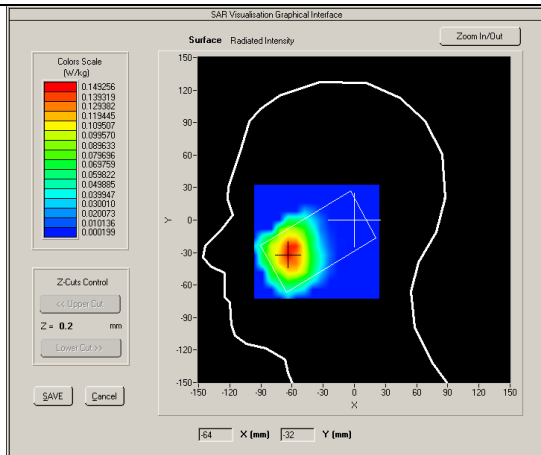 SAR Visualisation Graphical Interface
Surface Radiated Intensity
Zoom In/Out
Colors Scale
(W/kg)
0.149256
0.139319
0.129382
0.119445
0.109507
0.099570
0.089633
0.079696
0.069759
0.059822
0.049885
0.039947
0.030010
0.020073
0.010136
0.000199
Z-Cuts Control
<< Upper Cut
Z = 0.2 mm
Lower Cut >>
SAVE Cancel
150
120
90
60
30
0
-30
-60
-90
-120
-150
Y
-150 -120 -90 -60 -30 0 30 60 90 120 150
X
-64 X (mm) -32 Y (mm)